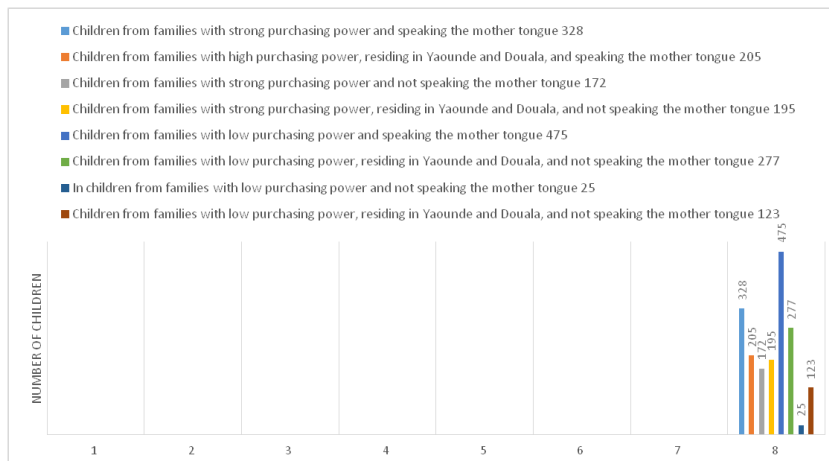 Children from families with strong purchasing power and speaking the mother tongue 328
Children from families with high purchasing power, residing in Yaounde and Douala, and speaking the mother tongue 205
Children from families with strong purchasing power and not speaking the mother tongue 172
Children from families with strong purchasing power, residing in Yaounde and Douala, and not speaking the mother tongue 195
Children from families with low purchasing power and speaking the mother tongue 475
Children from families with low purchasing power, residing in Yaounde and Douala, and not speaking the mother tongue 277
In children from families with low purchasing power and not speaking the mother tongue 25
Children from families with low purchasing power, residing in Yaounde and Douala, and not speaking the mother tongue 123
NUMBER OF CHILDREN
328
205
172
195
475
277
25
123
1 2 3 4 5 6 7 8